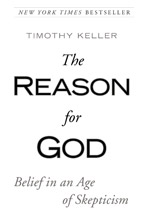 NEW YORK TIMES BESTSELLER
TIMOTHY KELLER
The
REASON
for
GOD
Belief in an Age
of Skepticism